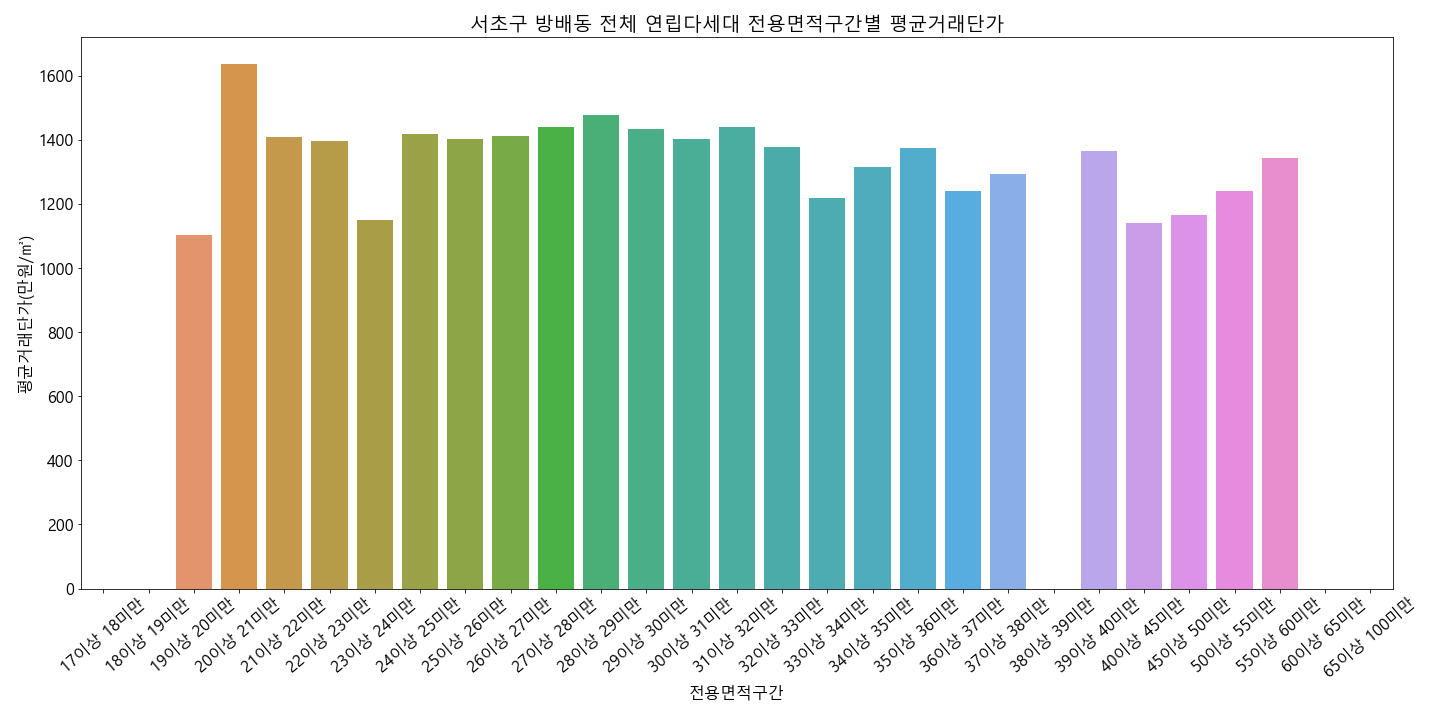 서초구 방배동 전체 연립다세대 전용면적구간별 평균거래단가
평균거래단가(만원/㎡)
1600
1400
1200
1000
800
600
400
200
0
17이상 18미만
18이상 19미만
19이상 20미만
20이상 21미만
21이상 22미만
22이상 23미만
23이상 24미만
24이상 25미만
25이상 26미만
26이상 27미만
27이상 28미만
28이상 29미만
29이상 30미만
30이상 31미만
31이상 32미만
32이상 33미만
33이상 34미만
34이상 35미만
35이상 36미만
36이상 37미만
37이상 38미만
38이상 39미만
39이상 40미만
40이상 45미만
45이상 50미만
50이상 55미만
55이상 60미만
60이상 65미만
65이상 100미만
전용면적구간